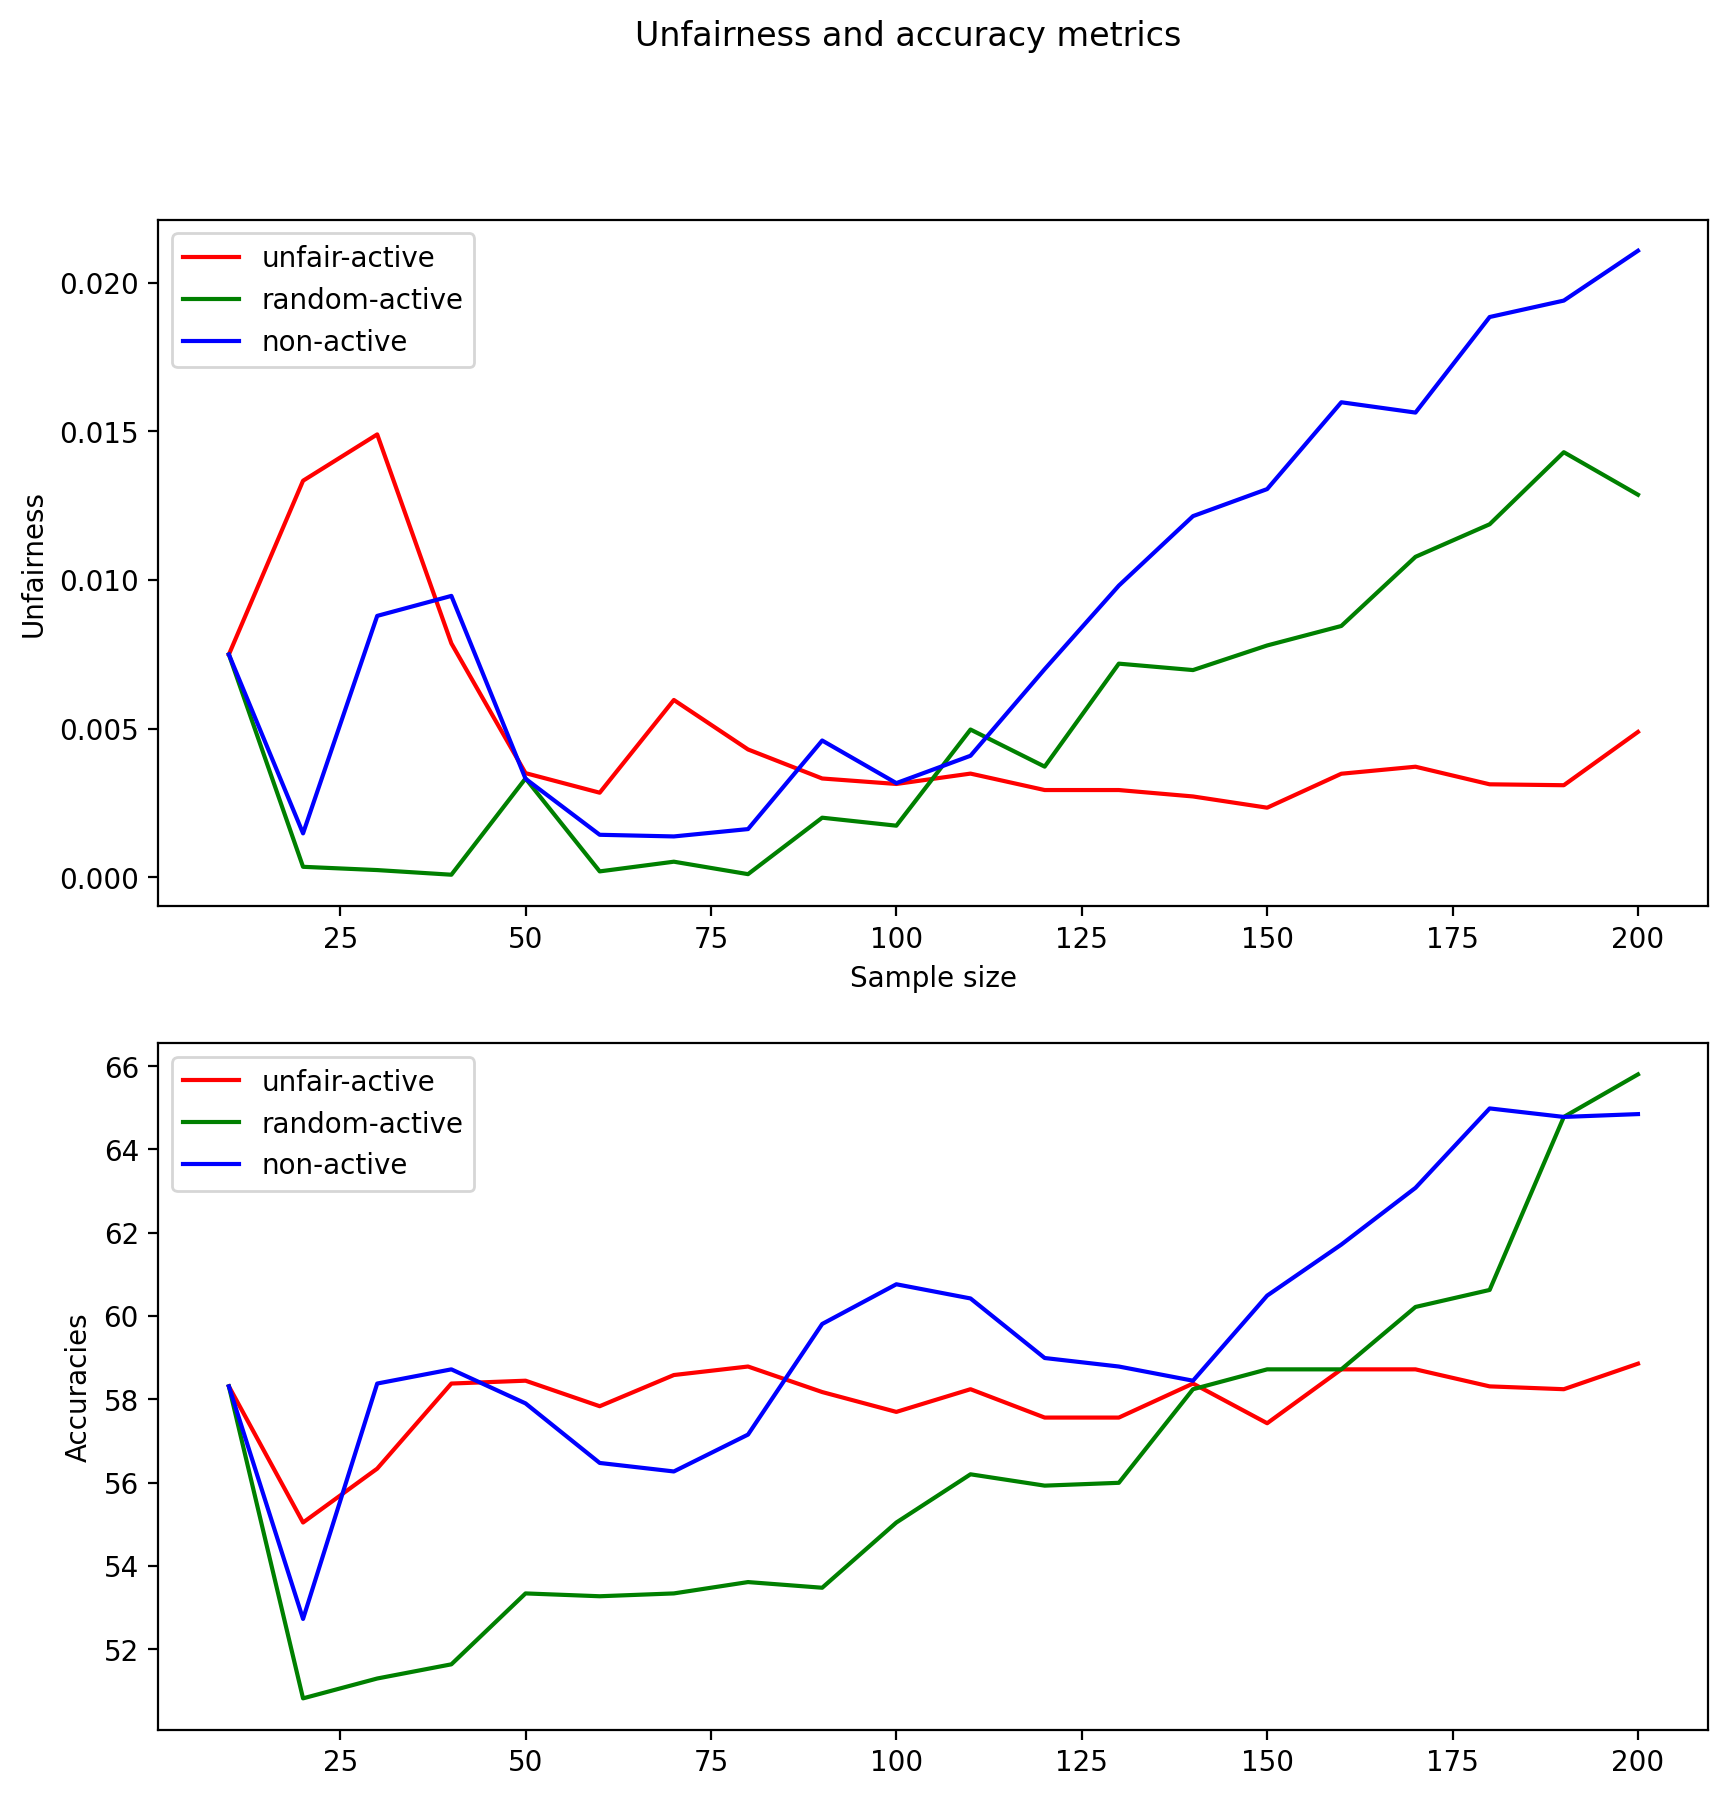 Unfairness and accuracy metrics
unfair-active
random-active
non-active
0.020
0.015
0.010
0.005
0.000
Unfairness
25 50 75 100 125 150 175 200
Sample size
unfair-active
random-active
non-active
66
64
62
60
58
56
54
52
Accuracies
25 50 75 100 125 150 175 200